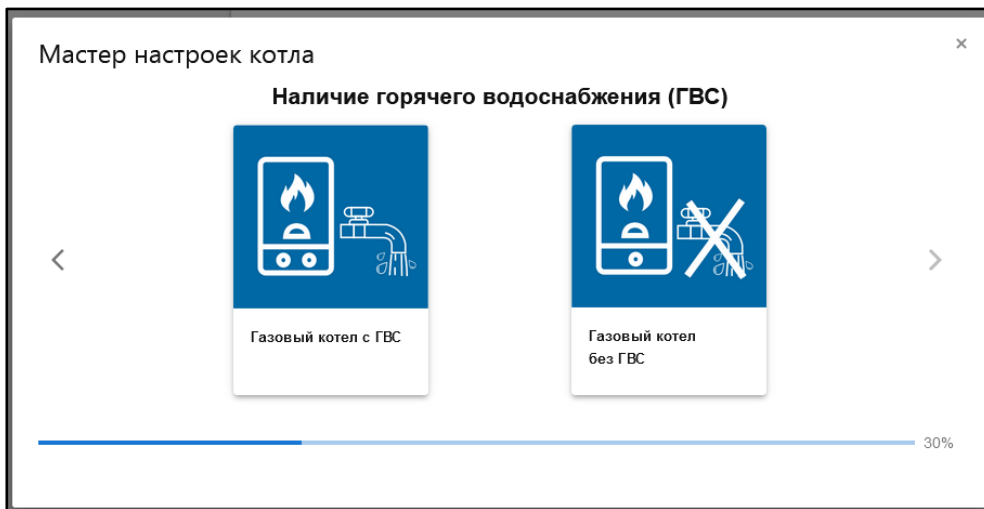 Мастер настроек котла
×
Наличие горячего водоснабжения (ГВС)
Газовый котел с ГВС
Газовый котел
без ГВС
30%